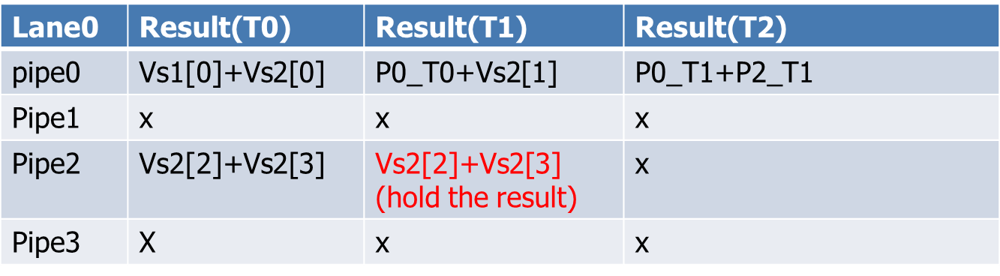 Lane0 Result(T0) Result(T1) Result(T2)
pipe0 Vs1[0]+Vs2[0] P0_T0+Vs2[1] P0_T1+P2_T1
Pipe1 x x x
Pipe2 Vs2[2]+Vs2[3] Vs2[2]+Vs2[3] x
(hold the result)
Pipe3 X x x